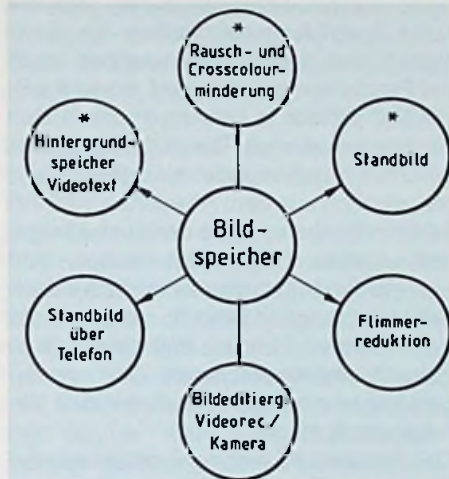 *
Rausch- und
Crosscolour-
minderung
*
Hintergrund-
speicher
Videotext
*
Standbild
Bild-
speicher
Standbild
über
Telefon
Flimmer-
reduktion
Bildeditierg.
Videorec /
Kamera